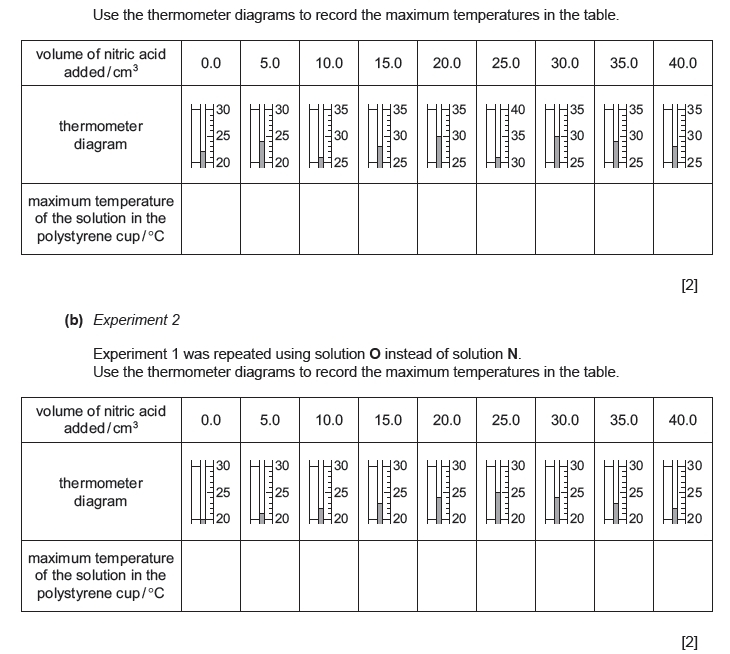 Use the thermometer diagrams to record the maximum temperatures in the table.
volume of nitric acid added/cm³ 0.0 5.0 10.0 15.0 20.0 25.0 30.0 35.0 40.0
thermometer diagram
30 30 35 35 35 40 35 35 35
25 25 30 30 30 35 30 30 30
20 20 25 25 25 30 25 25 25
maximum temperature
of the solution in the
polystyrene cup/°C
[2]
(b) Experiment 2
Experiment 1 was repeated using solution O instead of solution N.
Use the thermometer diagrams to record the maximum temperatures in the table.
volume of nitric acid added/cm³ 0.0 5.0 10.0 15.0 20.0 25.0 30.0 35.0 40.0
thermometer diagram
30 30 30 30 30 30 30 30 30
25 25 25 25 25 25 25 25 25
20 20 20 20 20 20 20 20 20
maximum temperature
of the solution in the
polystyrene cup/°C
[2]